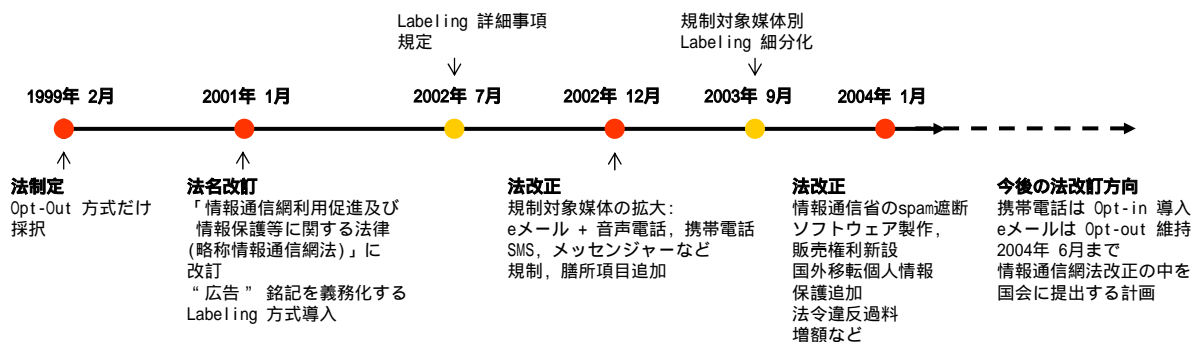 Labeling 詳細事項
規定
規制対象媒体別
Labeling 細分化
1999年 2月
2001年 1月
2002年 7月
2002年 12月
2003年 9月
2004年 1月
法制定
Opt-Out 方式だけ
採択
法名改訂
「情報通信網利用促進及び
情報保護等に関する法律
(略称情報通信網法)」に
改訂
“広告” 銘記を義務化する
Labeling 方式導入
法改正
規制対象媒体の拡大:
eメール + 音声電話, 携帯電話
SMS, メッセンジャーなど
規制, 膳所項目追加
法改正
情報通信省のspam遮断
ソフトウェア製作,
販売権利新設
国外移転個人情報
保護追加
法令違反過料
増額など
今後の法改訂方向
携帯電話は Opt-in 導入
eメールは Opt-out 維持
2004年 6月まで
情報通信網法改正の中を
国会に提出する計画